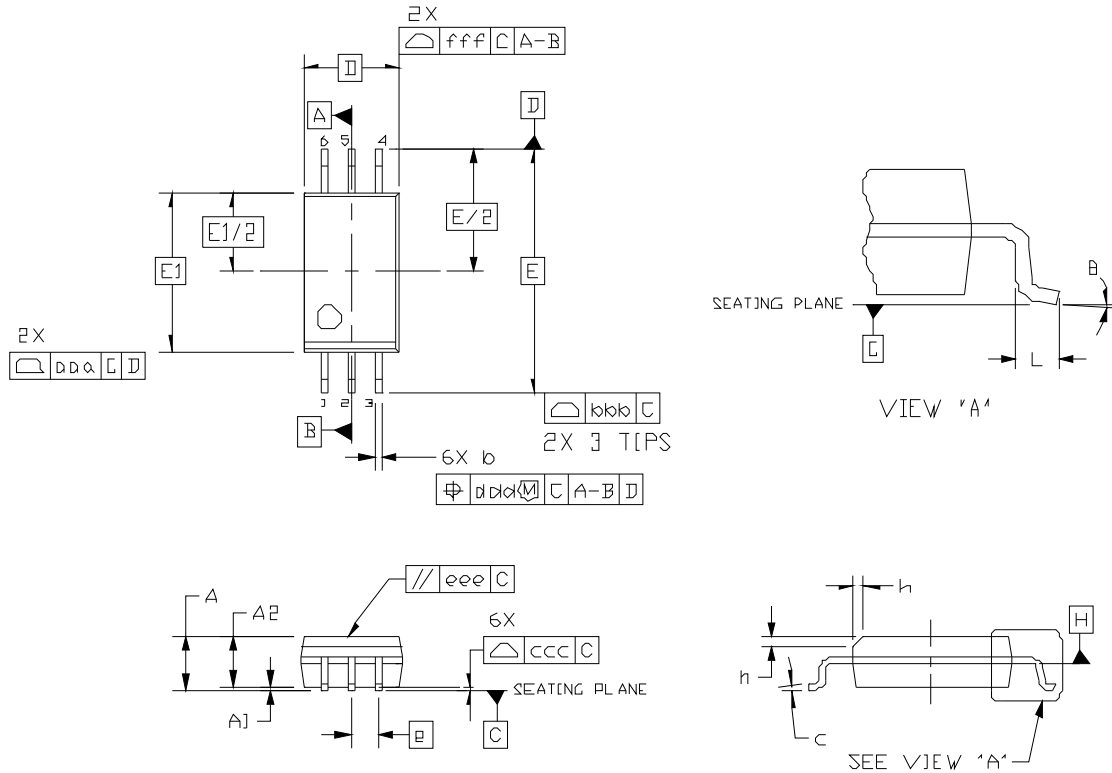 2X
fff C A-B
D
A
D
6 5 4
E1/2
E/2
E1
E
2X
aaa C D
1 2 3
B
bbb C
2X 3 TIPS
6X b
ddd M C A-B D
SEATING PLANE
C
θ
L
VIEW "A"
// eee C
A
A2
6X
ccc C
SEATING PLANE
A1
e
C
h
H
h
c
SEE VIEW "A"